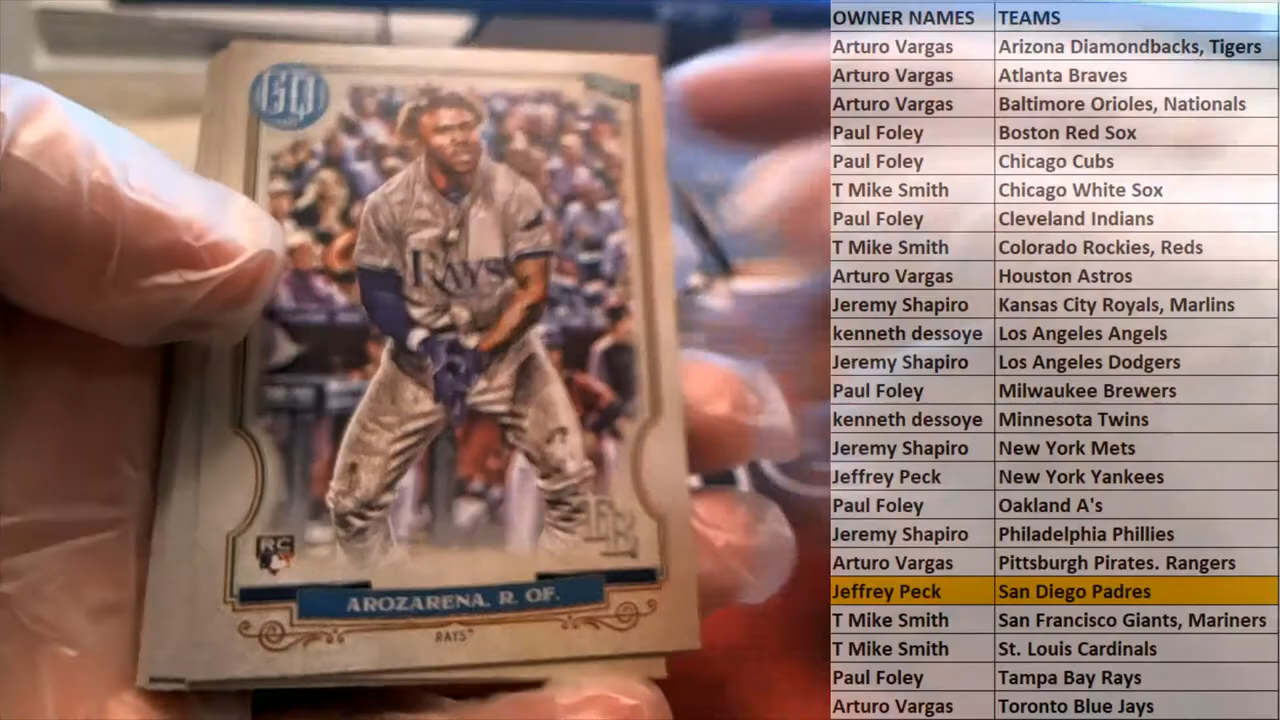 GQ
RAYS
TB
RC
AROZARENA, R. OF.
RAYS
OWNER NAMES TEAMS
Arturo Vargas Arizona Diamondbacks, Tigers
Arturo Vargas Atlanta Braves
Arturo Vargas Baltimore Orioles, Nationals
Paul Foley Boston Red Sox
Paul Foley Chicago Cubs
T Mike Smith Chicago White Sox
Paul Foley Cleveland Indians
T Mike Smith Colorado Rockies, Reds
Arturo Vargas Houston Astros
Jeremy Shapiro Kansas City Royals, Marlins
kenneth dessoye Los Angeles Angels
Jeremy Shapiro Los Angeles Dodgers
Paul Foley Milwaukee Brewers
kenneth dessoye Minnesota Twins
Jeremy Shapiro New York Mets
Jeffrey Peck New York Yankees
Paul Foley Oakland A's
Jeremy Shapiro Philadelphia Phillies
Arturo Vargas Pittsburgh Pirates. Rangers
Jeffrey Peck San Diego Padres
T Mike Smith San Francisco Giants, Mariners
T Mike Smith St. Louis Cardinals
Paul Foley Tampa Bay Rays
Arturo Vargas Toronto Blue Jays